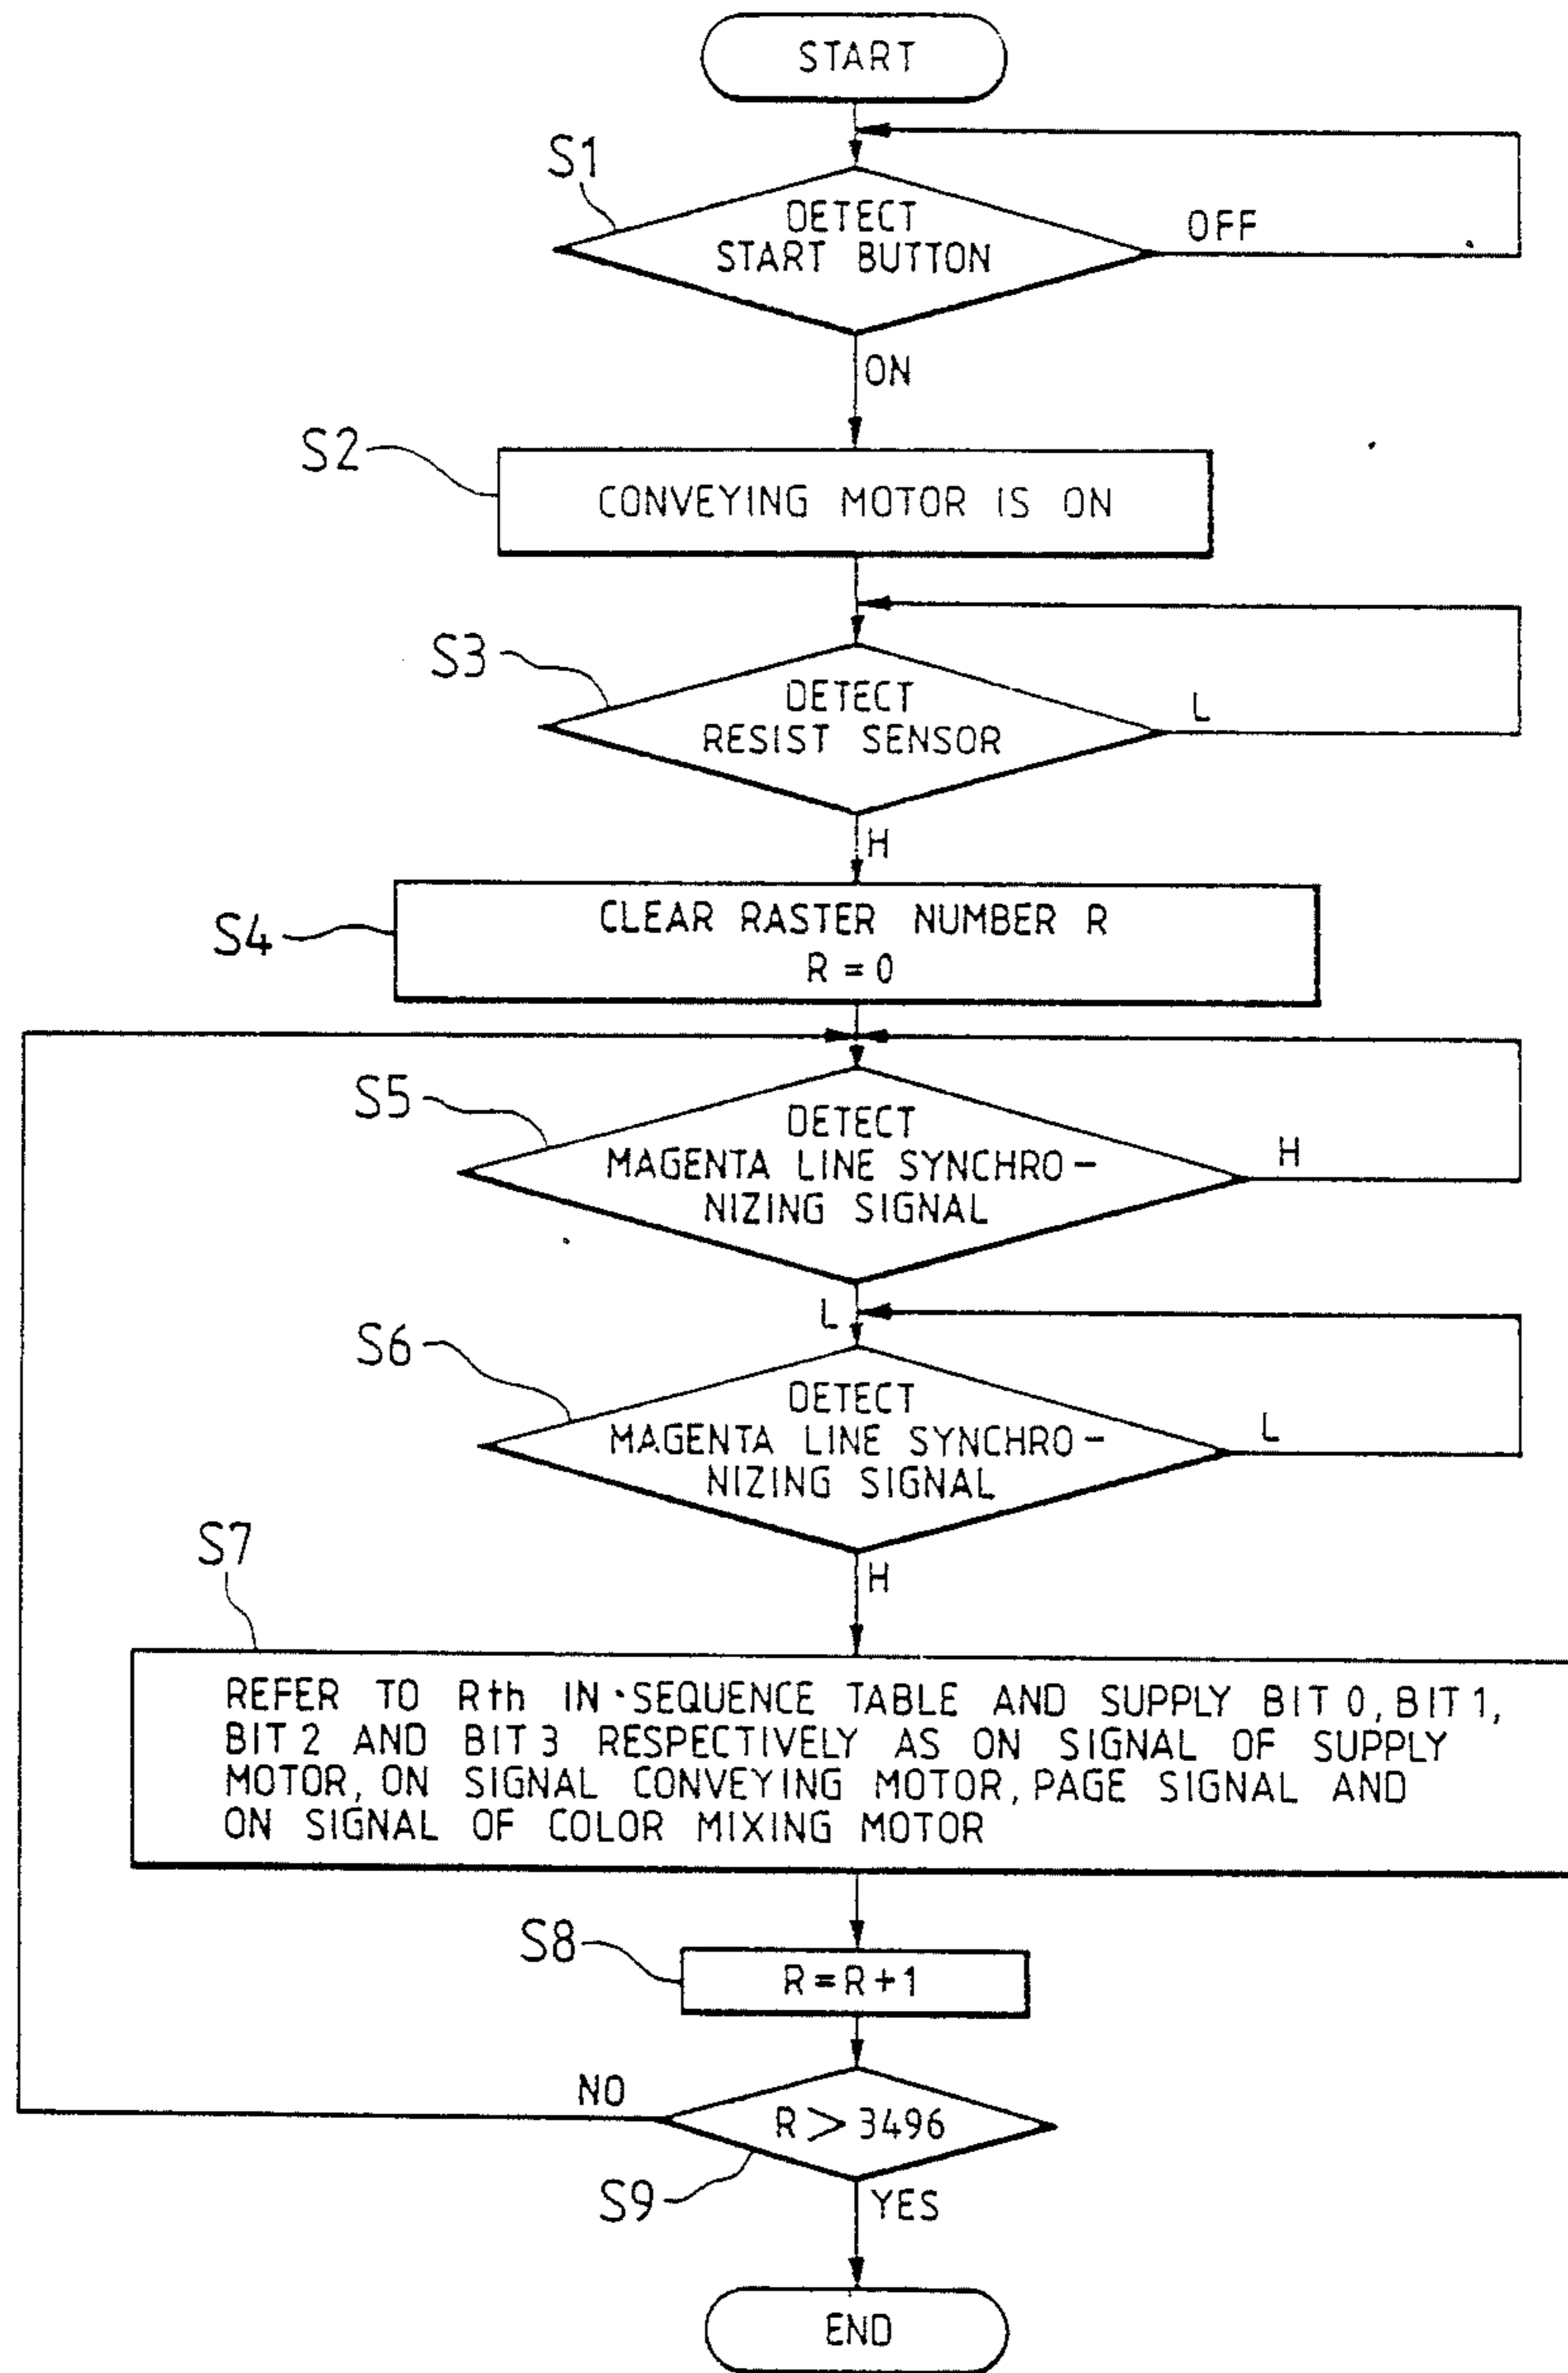 START
S1
DETECT
START BUTTON
OFF
ON
S2
CONVEYING MOTOR IS ON
S3
DETECT
RESIST SENSOR
L
H
S4
CLEAR RASTER NUMBER R
R = 0
S5
DETECT
MAGENTA LINE SYNCHRO-
NIZING SIGNAL
H
L
S6
DETECT
MAGENTA LINE SYNCHRO-
NIZING SIGNAL
L
H
S7
REFER TO Rth IN SEQUENCE TABLE AND SUPPLY BIT 0, BIT 1,
BIT 2 AND BIT 3 RESPECTIVELY AS ON SIGNAL OF SUPPLY
MOTOR, ON SIGNAL CONVEYING MOTOR, PAGE SIGNAL AND
ON SIGNAL OF COLOR MIXING MOTOR
S8
R = R + 1
NO
R > 3496
S9
YES
END